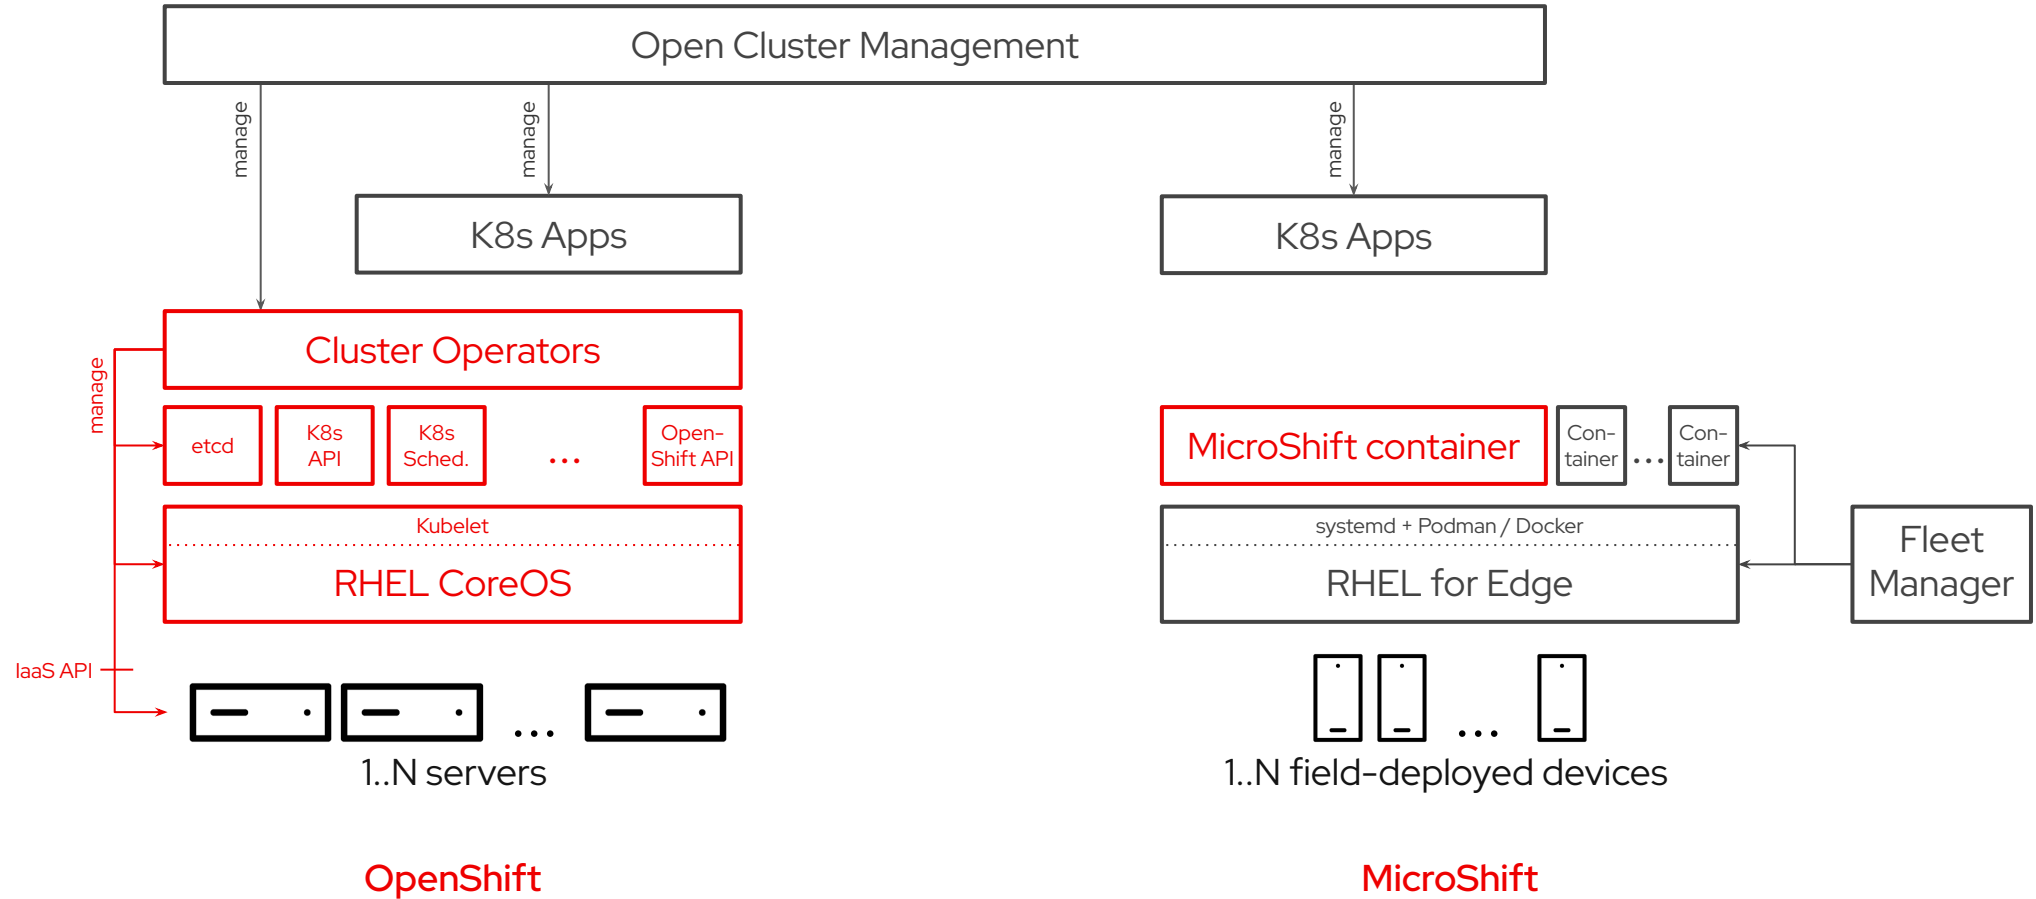 Open Cluster Management
manage
manage
manage
K8s Apps
K8s Apps
Cluster Operators
manage
etcd
K8s
API
K8s
Sched.
...
Open-
Shift API
MicroShift container
Con-
tainer
...
Con-
tainer
Kubelet
RHEL CoreOS
systemd + Podman / Docker
RHEL for Edge
Fleet
Manager
IaaS API
...
1..N servers
...
1..N field-deployed devices
OpenShift
MicroShift